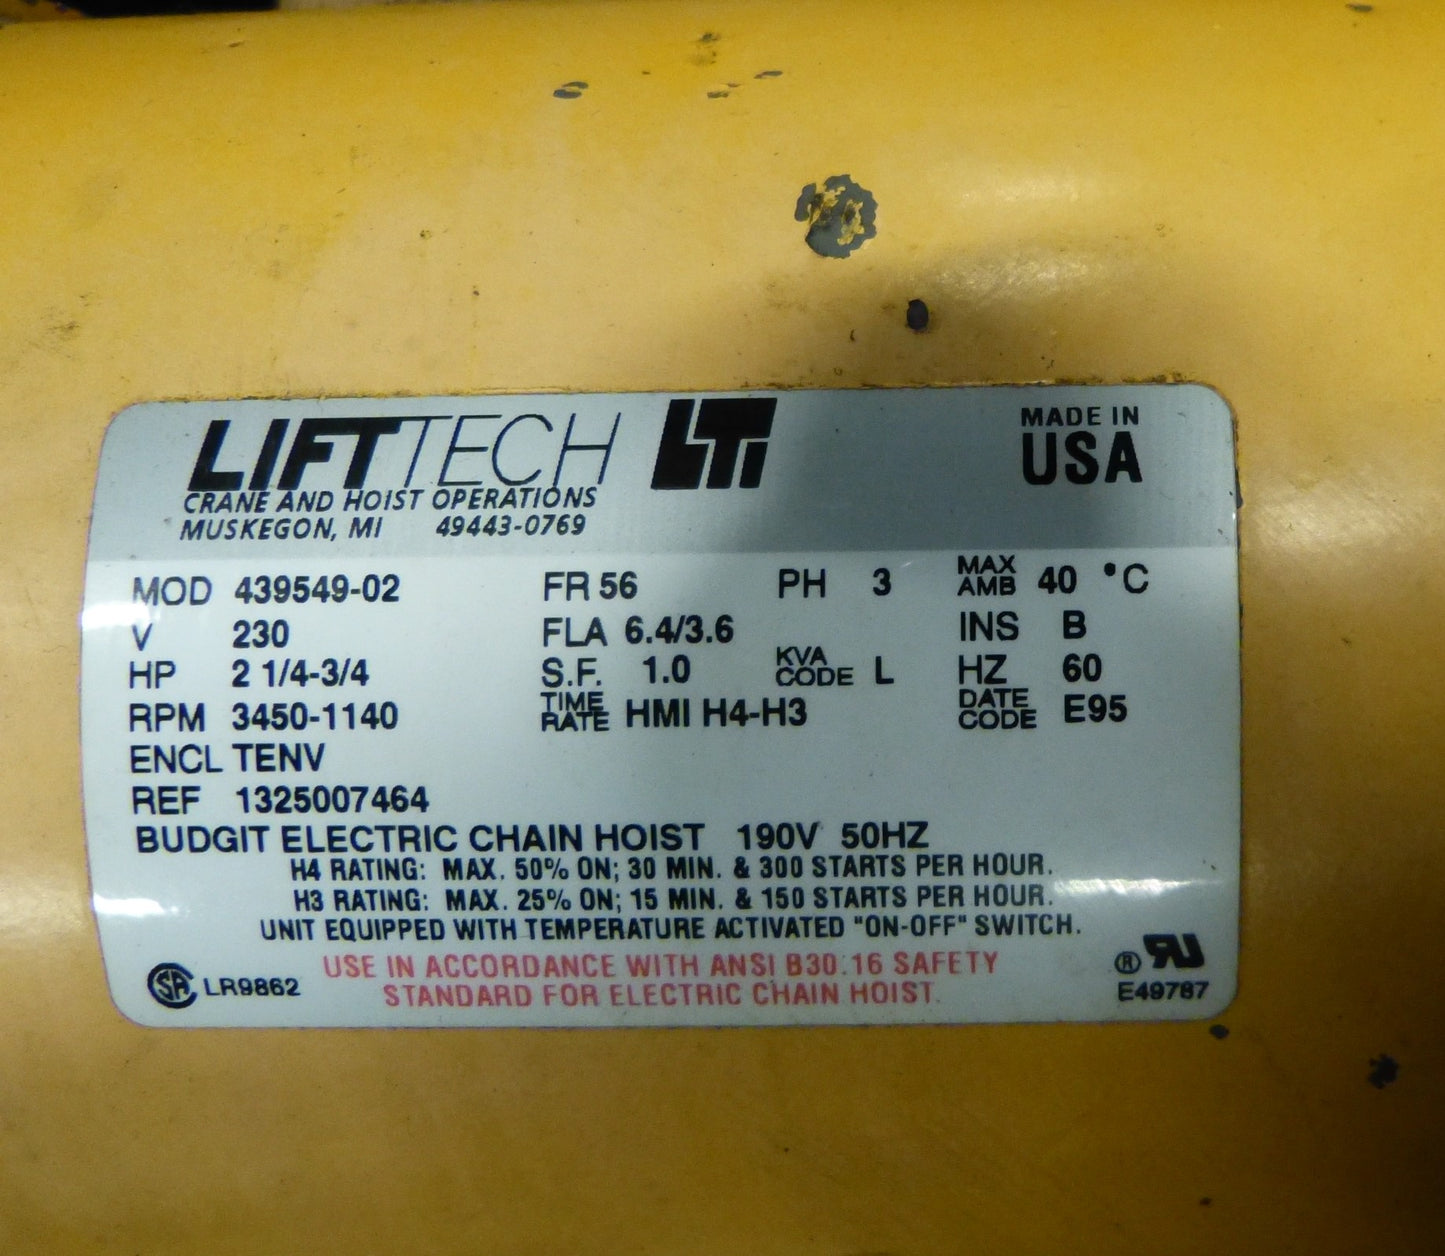 LIFTTECH LTI MADE IN
USA
CRANE AND HOIST OPERATIONS
MUSKEGON, MI 49443-0769
MOD 439549-02 FR 56 PH 3 MAX AMB 40 °C
V 230 FLA 6.4/3.6 INS B
HP 2 1/4-3/4 S.F. 1.0 KVA CODE L HZ 60
RPM 3450-1140 TIME RATE HMI H4-H3 DATE CODE E95
ENCL TENV
REF 1325007464
BUDGIT ELECTRIC CHAIN HOIST 190V 50HZ
H4 RATING: MAX. 50% ON; 30 MIN. & 300 STARTS PER HOUR.
H3 RATING: MAX. 25% ON; 15 MIN. & 150 STARTS PER HOUR.
UNIT EQUIPPED WITH TEMPERATURE ACTIVATED "ON-OFF" SWITCH.
USE IN ACCORDANCE WITH ANSI B30.16 SAFETY
STANDARD FOR ELECTRIC CHAIN HOIST.
SA LR9862
® RU
E49787